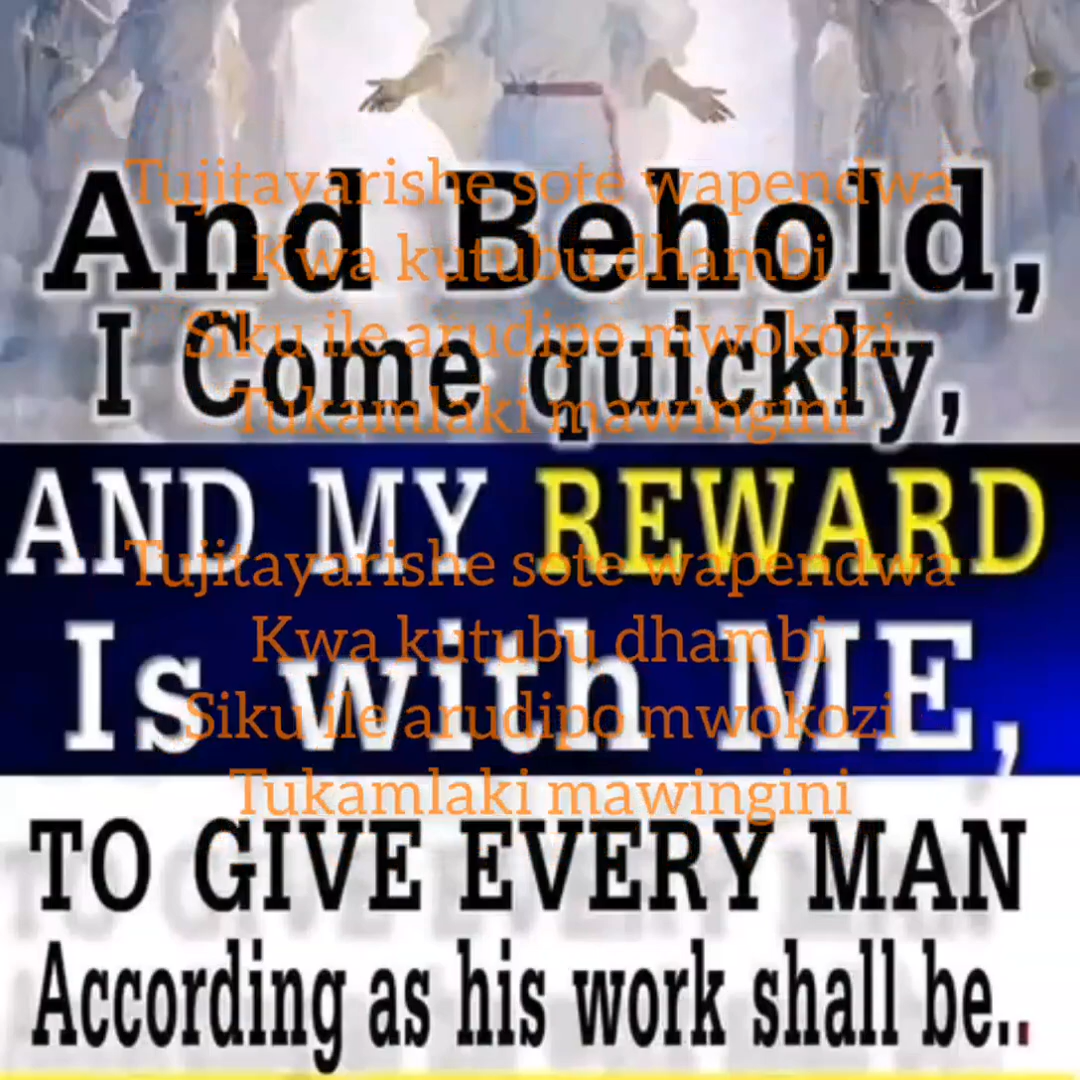 Tujitayarishe sote wapendwa
And Behold,
Kwa kutubu dhambi
Siku ile arudipo mwokozi
I Come quickly,
Tukamlaki mawingini
AND MY REWARD
Tujitayarishe sote wapendwa
Kwa kutubu dhambi
Is with ME,
Siku ile arudipo mwokozi
Tukamlaki mawingini
TO GIVE EVERY MAN
According as his work shall be..